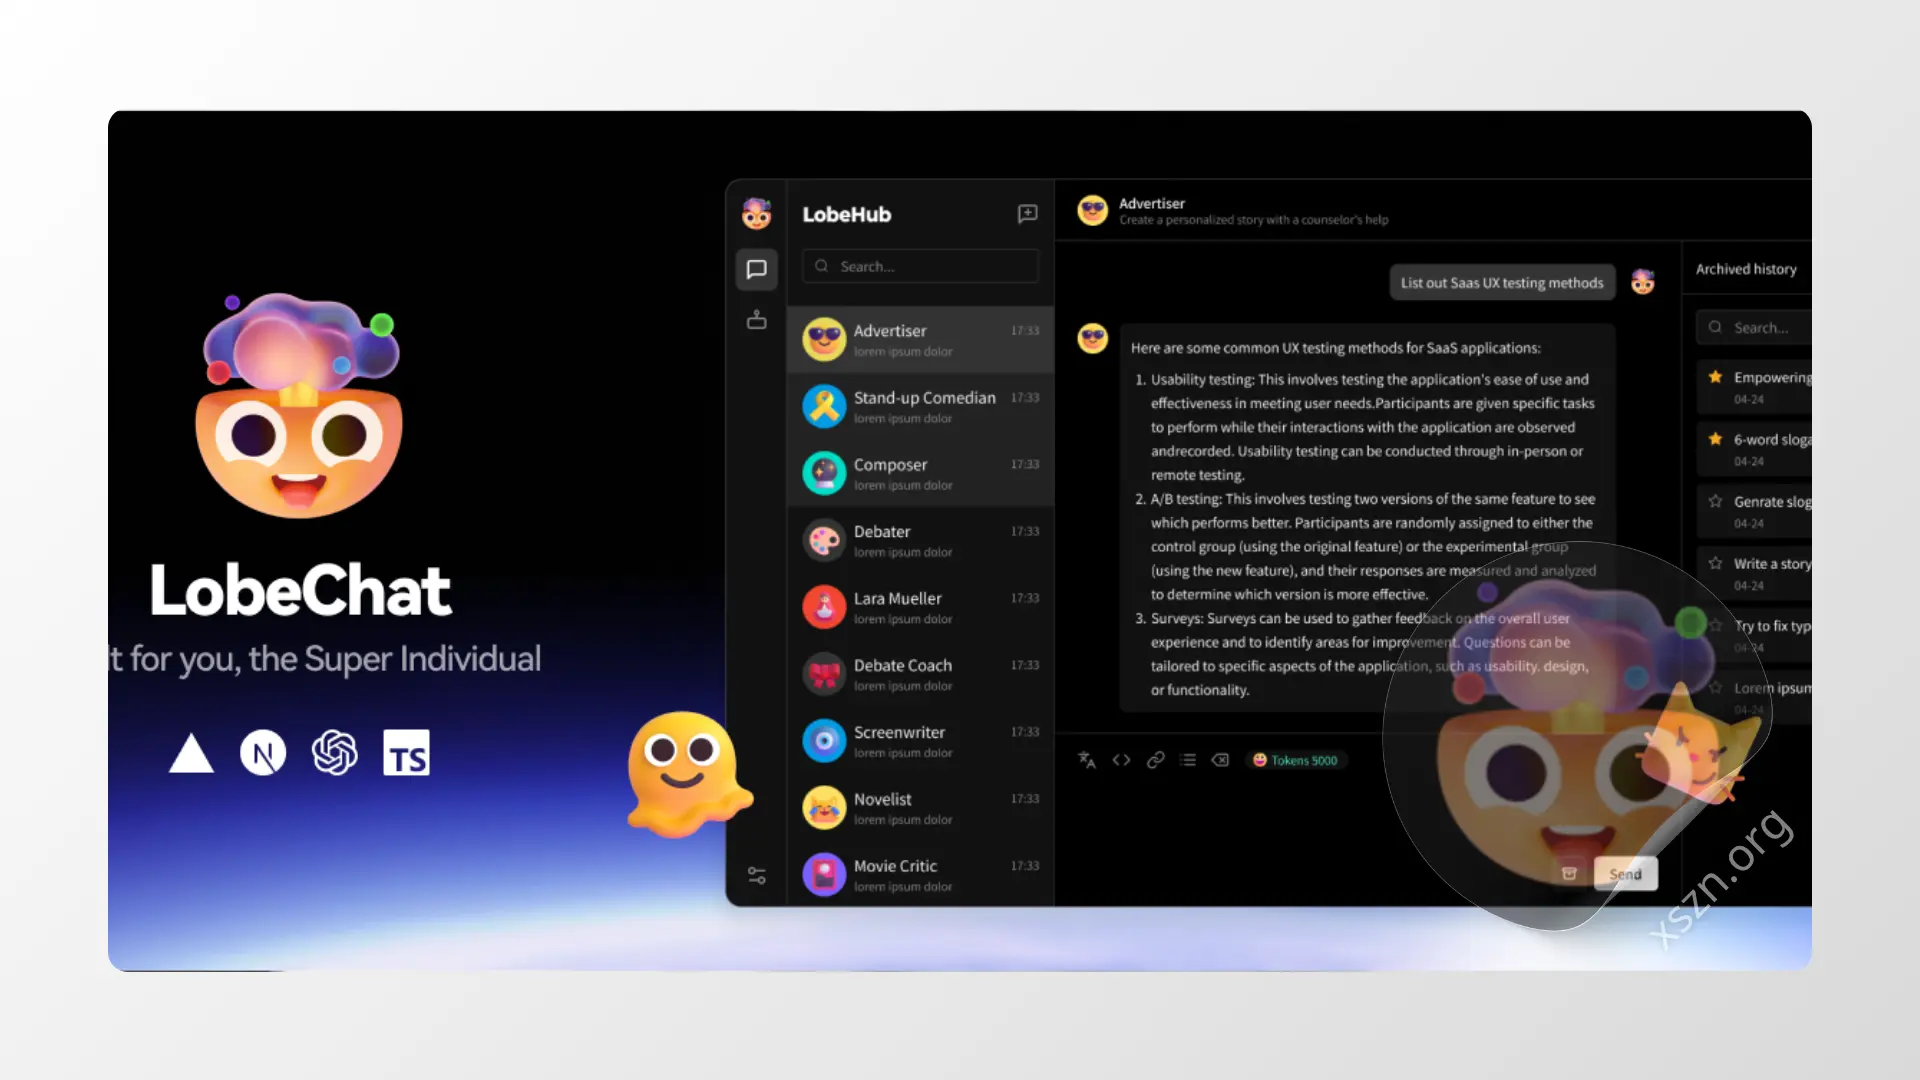 LobeChat
t for you, the Super Individual
N
TS
LobeHub
Search...
Advertiser
17:33
lorem ipsum dolor
Stand-up Comedian
17:33
lorem ipsum dolor
Composer
17:33
lorem ipsum dolor
Debater
17:33
lorem ipsum dolor
Lara Mueller
17:33
lorem ipsum dolor
Debate Coach
17:33
lorem ipsum dolor
Screenwriter
17:33
lorem ipsum dolor
Novelist
17:33
lorem ipsum dolor
Movie Critic
17:33
lorem ipsum dolor
Advertiser
Create a personalized story with a counselor's help
List out Saas UX testing methods
Here are some common UX testing methods for SaaS applications:
1. Usability testing: This involves testing the application's ease of use and
effectiveness in meeting user needs.Participants are given specific tasks
to perform while their interactions with the application are observed
andrecorded. Usability testing can be conducted through in-person or
remote testing.
2. A/B testing: This involves testing two versions of the same feature to see
which performs better. Participants are randomly assigned to either the
control group (using the original feature) or the experimental group
(using the new feature), and their responses are measured and analyzed
to determine which version is more effective.
3. Surveys: Surveys can be used to gather feedback on the overall user
experience and to identify areas for improvement. Questions can be
tailored to specific aspects of the application, such as usability. design,
or functionality.
Tokens 5000
Send
Archived history
Search...
Empowering
04-24
6-word sloga
04-24
Genrate slog
04-24
Write a story
04-24
Try to fix typ
04-24
Lorem ipsum
04-24
xszn.org